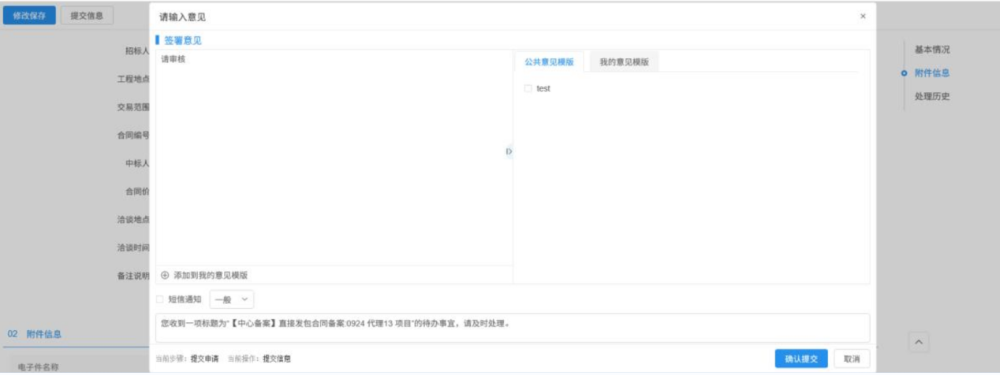 修改保存 提交信息
请输入意见 ×
签署意见
请审核
公共意见模版 我的意见模版
test
添加到我的意见模版
短信通知 一般
您收到一项标题为"【中心备案】直接发包合同备案:0924 代理13 项目"的待办事宜，请及时处理。
当前步骤：提交申请 当前操作：提交信息
确认提交 取消
招标人
工程地点
交易范围
合同编号
中标人
合同价
洽谈地点
洽谈时间
备注说明
02 附件信息
电子件名称
基本情况
附件信息
处理历史